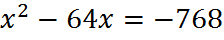 x² − 64x = −768